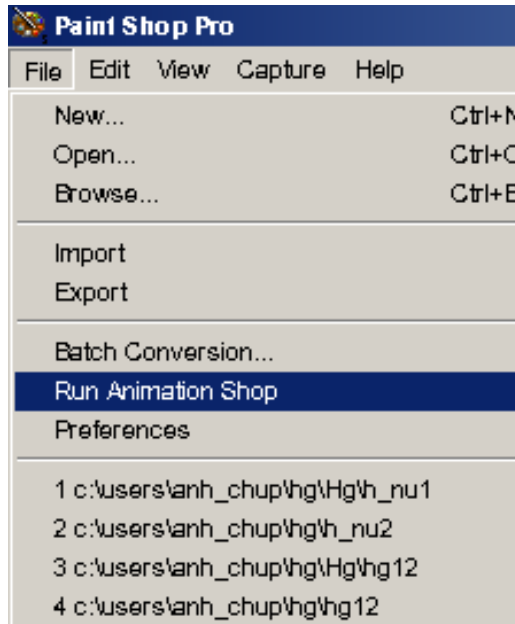 Paint Shop Pro
File Edit View Capture Help
New... Ctrl+N
Open... Ctrl+O
Browse... Ctrl+B
Import
Export
Batch Conversion...
Run Animation Shop
Preferences
1 c:\users\anh_chup\hg\Hg\h_nu1
2 c:\users\anh_chup\hg\h_nu2
3 c:\users\anh_chup\hg\Hg\hg12
4 c:\users\anh_chup\hg\hg12